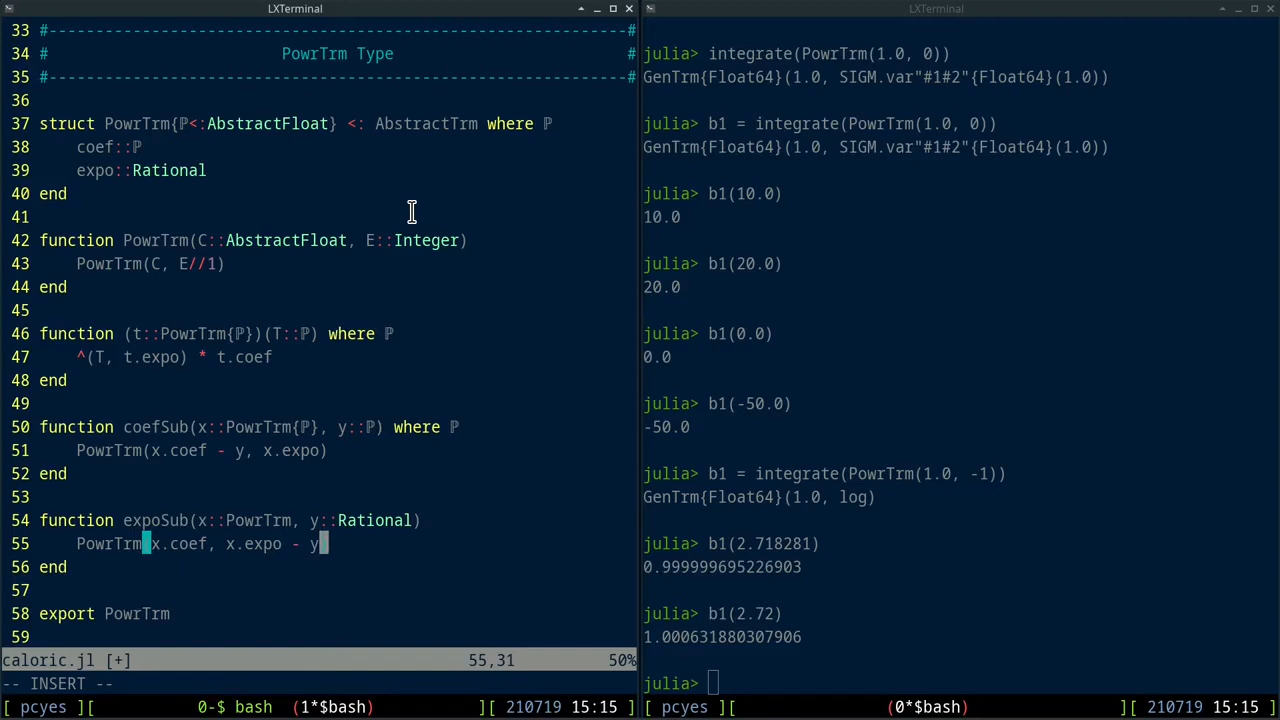 LXTerminal
33 #--------------------------------------------------------------#
34 #                         PowrTrm Type                         #
35 #--------------------------------------------------------------#
36
37 struct PowrTrm{ℙ<:AbstractFloat} <: AbstractTrm where ℙ
38     coef::ℙ
39     expo::Rational
40 end
41
42 function PowrTrm(C::AbstractFloat, E::Integer)
43     PowrTrm(C, E//1)
44 end
45
46 function (t::PowrTrm{ℙ})(T::ℙ) where ℙ
47     ^(T, t.expo) * t.coef
48 end
49
50 function coefSub(x::PowrTrm{ℙ}, y::ℙ) where ℙ
51     PowrTrm(x.coef - y, x.expo)
52 end
53
54 function expoSub(x::PowrTrm, y::Rational)
55     PowrTrm(x.coef, x.expo - y)
56 end
57
58 export PowrTrm
59
caloric.jl [+] 55,31 50%
-- INSERT --
[ pcyes ][ 0-$ bash (1*$bash) ][ 210719 15:15 ]
LXTerminal
julia> integrate(PowrTrm(1.0, 0))
GenTrm{Float64}(1.0, SIGM.var"#1#2"{Float64}(1.0))
julia> b1 = integrate(PowrTrm(1.0, 0))
GenTrm{Float64}(1.0, SIGM.var"#1#2"{Float64}(1.0))
julia> b1(10.0)
10.0
julia> b1(20.0)
20.0
julia> b1(0.0)
0.0
julia> b1(-50.0)
-50.0
julia> b1 = integrate(PowrTrm(1.0, -1))
GenTrm{Float64}(1.0, log)
julia> b1(2.718281)
0.999999695226903
julia> b1(2.72)
1.000631880307906
julia>
[ pcyes ][ (0*$bash) ][ 210719 15:15 ]